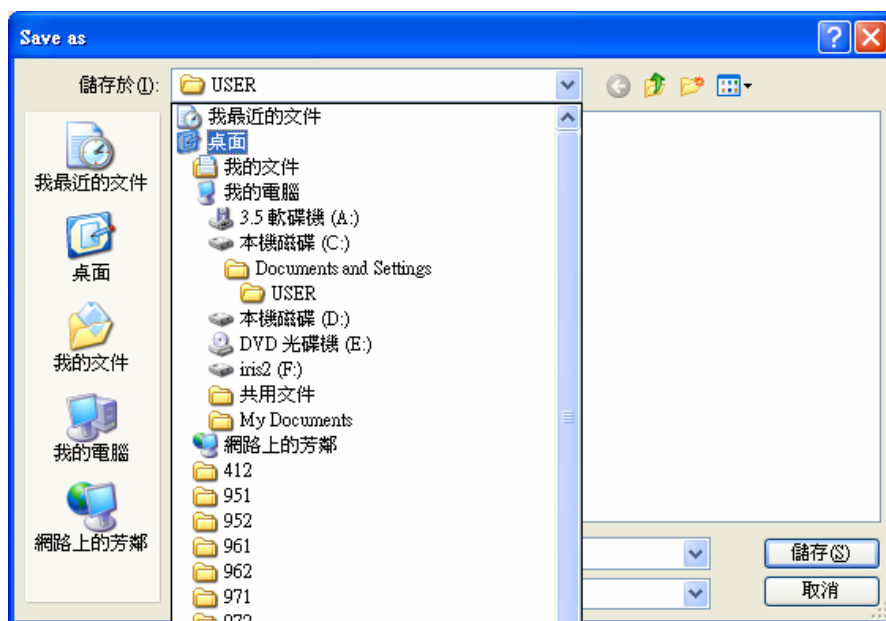 Save as
儲存於(I):
USER
我最近的文件
桌面
我的文件
我的電腦
3.5 軟碟機 (A:)
本機磁碟 (C:)
Documents and Settings
USER
本機磁碟 (D:)
DVD 光碟機 (E:)
iris2 (F:)
共用文件
My Documents
網路上的芳鄰
412
951
952
961
962
971
972
我最近的文件
桌面
我的文件
我的電腦
網路上的芳鄰
儲存(S)
取消